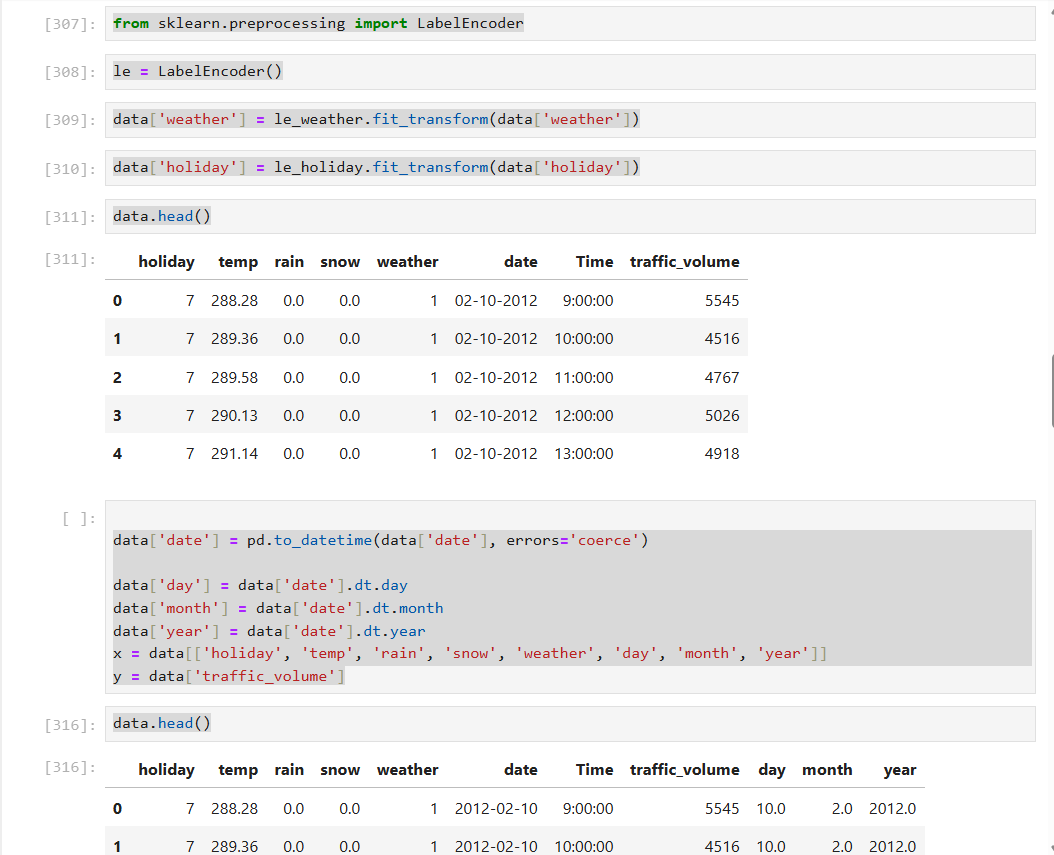 [307]: from sklearn.preprocessing import LabelEncoder
[308]: le = LabelEncoder()
[309]: data['weather'] = le_weather.fit_transform(data['weather'])
[310]: data['holiday'] = le_holiday.fit_transform(data['holiday'])
[311]: data.head()
[311]: holiday temp rain snow weather date Time traffic_volume
0 7 288.28 0.0 0.0 1 02-10-2012 9:00:00 5545
1 7 289.36 0.0 0.0 1 02-10-2012 10:00:00 4516
2 7 289.58 0.0 0.0 1 02-10-2012 11:00:00 4767
3 7 290.13 0.0 0.0 1 02-10-2012 12:00:00 5026
4 7 291.14 0.0 0.0 1 02-10-2012 13:00:00 4918
[ ]:
data['date'] = pd.to_datetime(data['date'], errors='coerce')
data['day'] = data['date'].dt.day
data['month'] = data['date'].dt.month
data['year'] = data['date'].dt.year
x = data[['holiday', 'temp', 'rain', 'snow', 'weather', 'day', 'month', 'year']]
y = data['traffic_volume']
[316]: data.head()
[316]: holiday temp rain snow weather date Time traffic_volume day month year
0 7 288.28 0.0 0.0 1 2012-02-10 9:00:00 5545 10.0 2.0 2012.0
1 7 289.36 0.0 0.0 1 2012-02-10 10:00:00 4516 10.0 2.0 2012.0